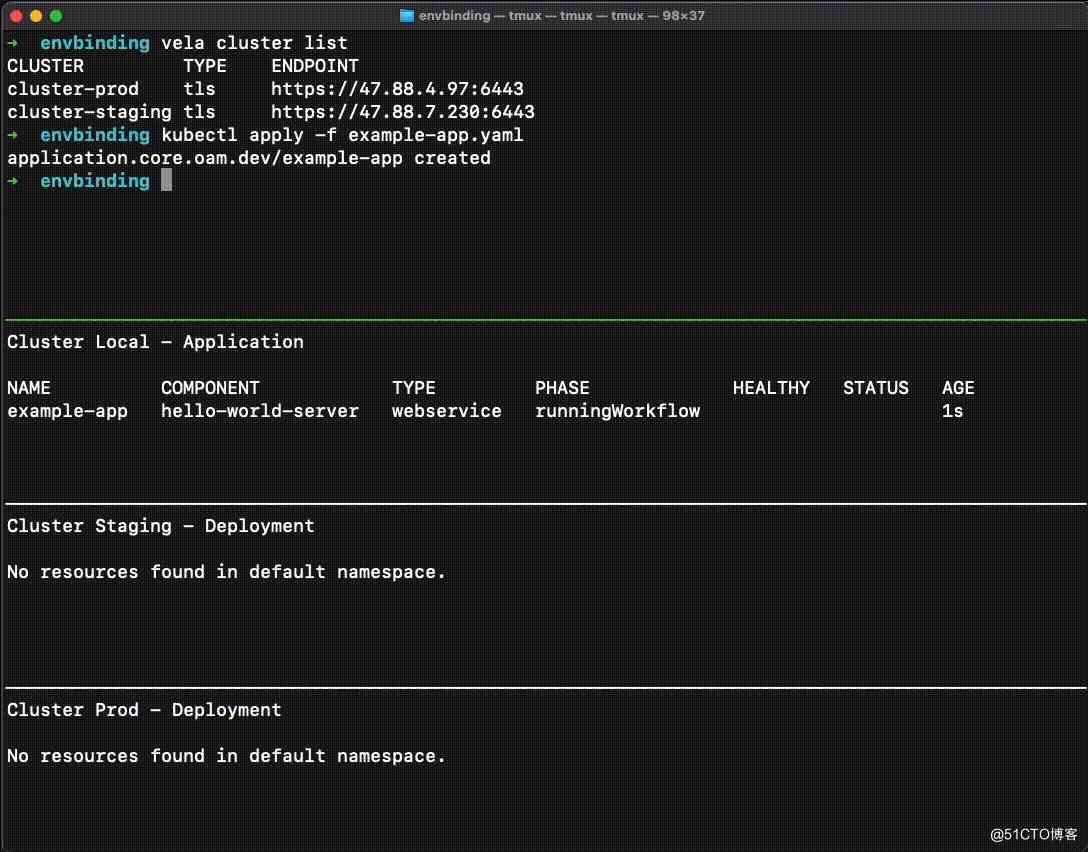 envbinding — tmux — tmux — tmux — 98×37
→ envbinding vela cluster list
CLUSTER TYPE ENDPOINT
cluster-prod tls https://47.88.4.97:6443
cluster-staging tls https://47.88.7.230:6443
→ envbinding kubectl apply -f example-app.yaml
application.core.oam.dev/example-app created
→ envbinding
Cluster Local - Application
NAME COMPONENT TYPE PHASE HEALTHY STATUS AGE
example-app hello-world-server webservice runningWorkflow 1s
Cluster Staging - Deployment
No resources found in default namespace.
Cluster Prod - Deployment
No resources found in default namespace.
@51CTO博客